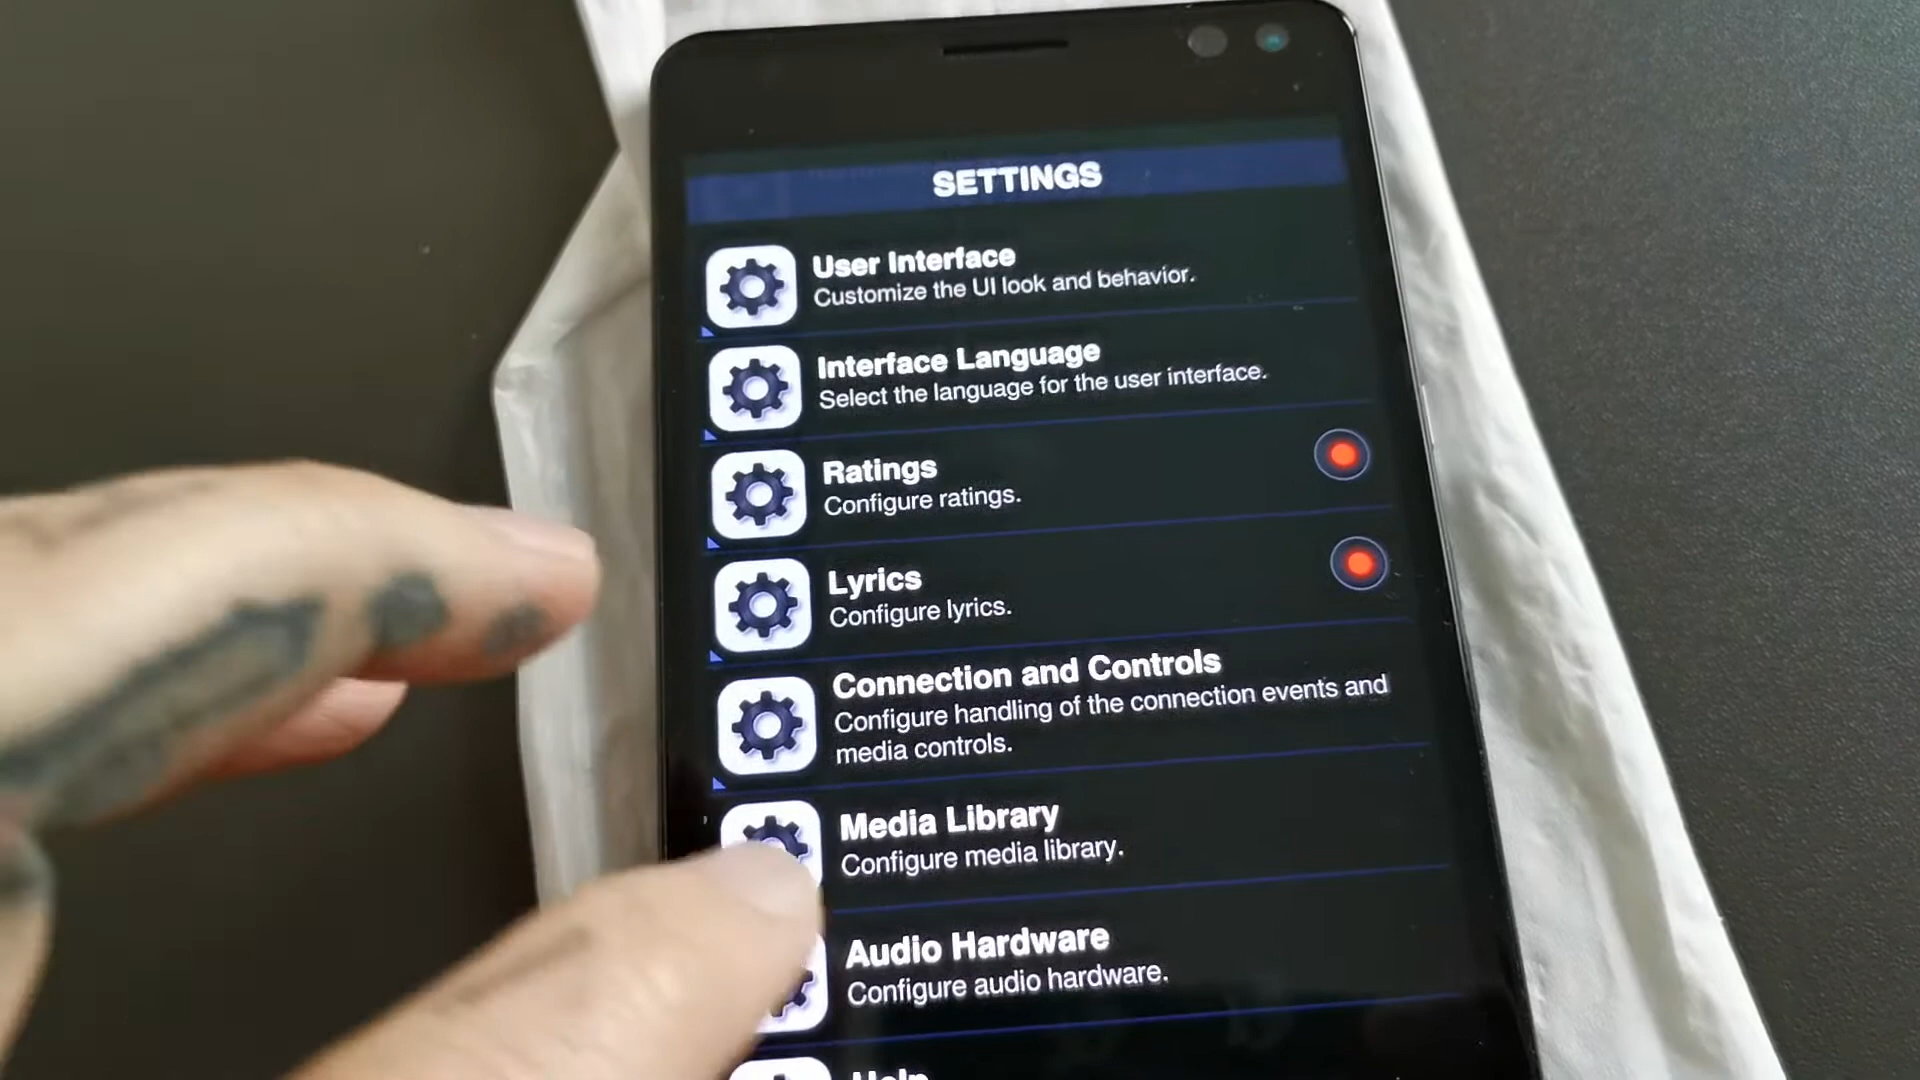 SETTINGS
User Interface
Customize the UI look and behavior.
Interface Language
Select the language for the user interface.
Ratings
Configure ratings.
Lyrics
Configure lyrics.
Connection and Controls
Configure handling of the connection events and
media controls.
Media Library
Configure media library.
Audio Hardware
Configure audio hardware.
Help